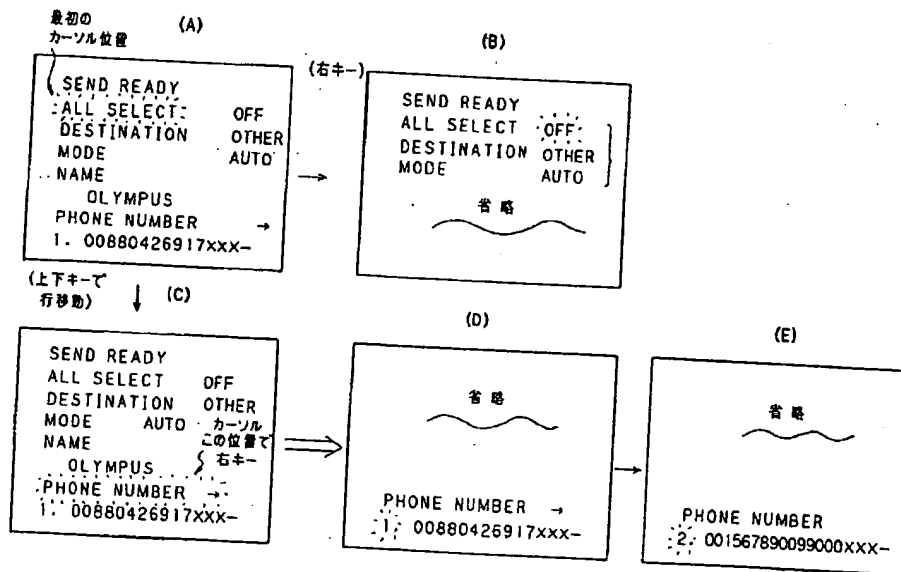 最初の
カーソル位置
(A)
SEND READY
ALL SELECT OFF
DESTINATION OTHER
MODE AUTO
NAME
OLYMPUS
PHONE NUMBER →
1. 00880426917xxx-
(右キー)
→
(B)
SEND READY
ALL SELECT OFF
DESTINATION OTHER
MODE AUTO
省略
(上下キーで
行移動)
↓ (C)
SEND READY
ALL SELECT OFF
DESTINATION OTHER
MODE AUTO
NAME
OLYMPUS
PHONE NUMBER →
1. 00880426917xxx-
カーソル
この位置で
右キー
(D)
省略
PHONE NUMBER →
1. 00880426917xxx-
→
(E)
省略
PHONE NUMBER
2. 001567890099000xxx-